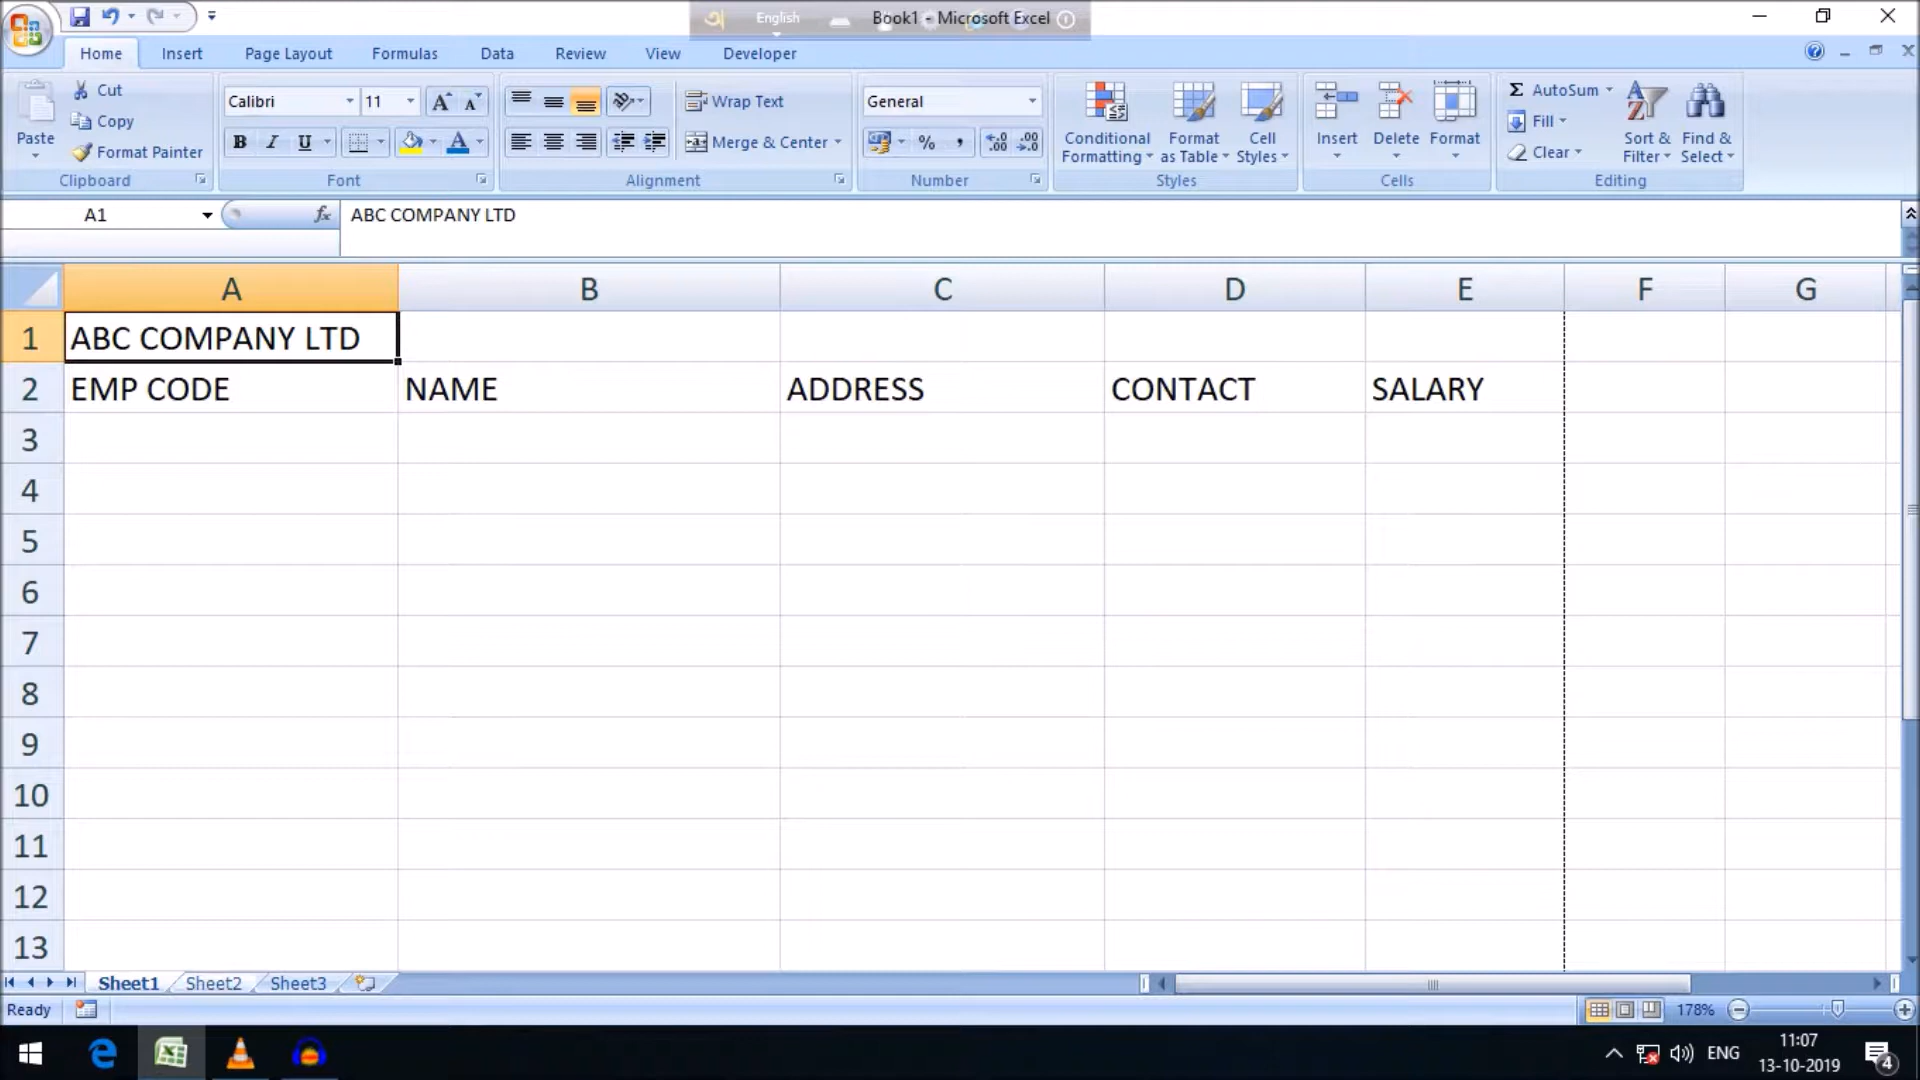 English
Book1 - Microsoft Excel
Home Insert Page Layout Formulas Data Review View Developer
Paste
Cut
Copy
Format Painter
Clipboard
Calibri 11
B I U
A
Font
Wrap Text
Merge & Center
Alignment
General
% ,
.00 .00
Number
Conditional Formatting
Format as Table
Cell Styles
Styles
Insert Delete Format
Cells
Σ AutoSum
Fill
Clear
Sort & Filter
Find & Select
Editing
A1 fx ABC COMPANY LTD
A B C D E F G
1 ABC COMPANY LTD
2 EMP CODE NAME ADDRESS CONTACT SALARY
3
4
5
6
7
8
9
10
11
12
13
Sheet1 Sheet2 Sheet3
Ready 178%
ENG
11:07
13-10-2019
4